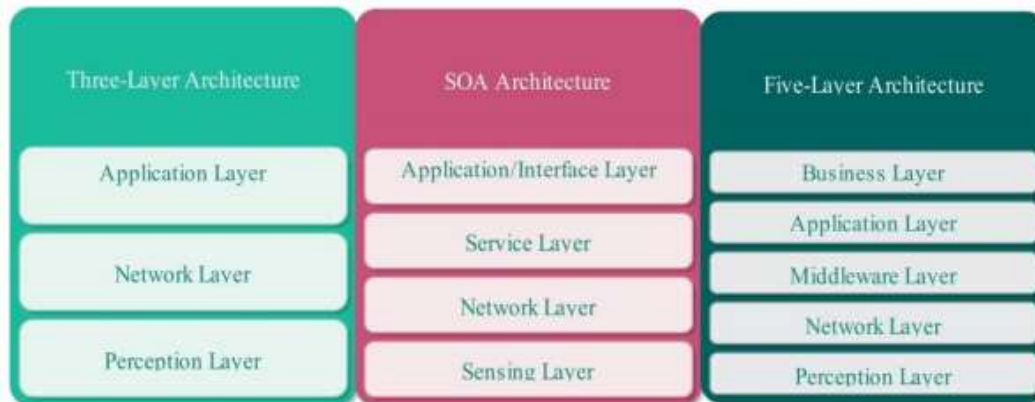 Three-Layer Architecture
Application Layer
Network Layer
Perception Layer
SOA Architecture
Application/Interface Layer
Service Layer
Network Layer
Sensing Layer
Five-Layer Architecture
Business Layer
Application Layer
Middleware Layer
Network Layer
Perception Layer